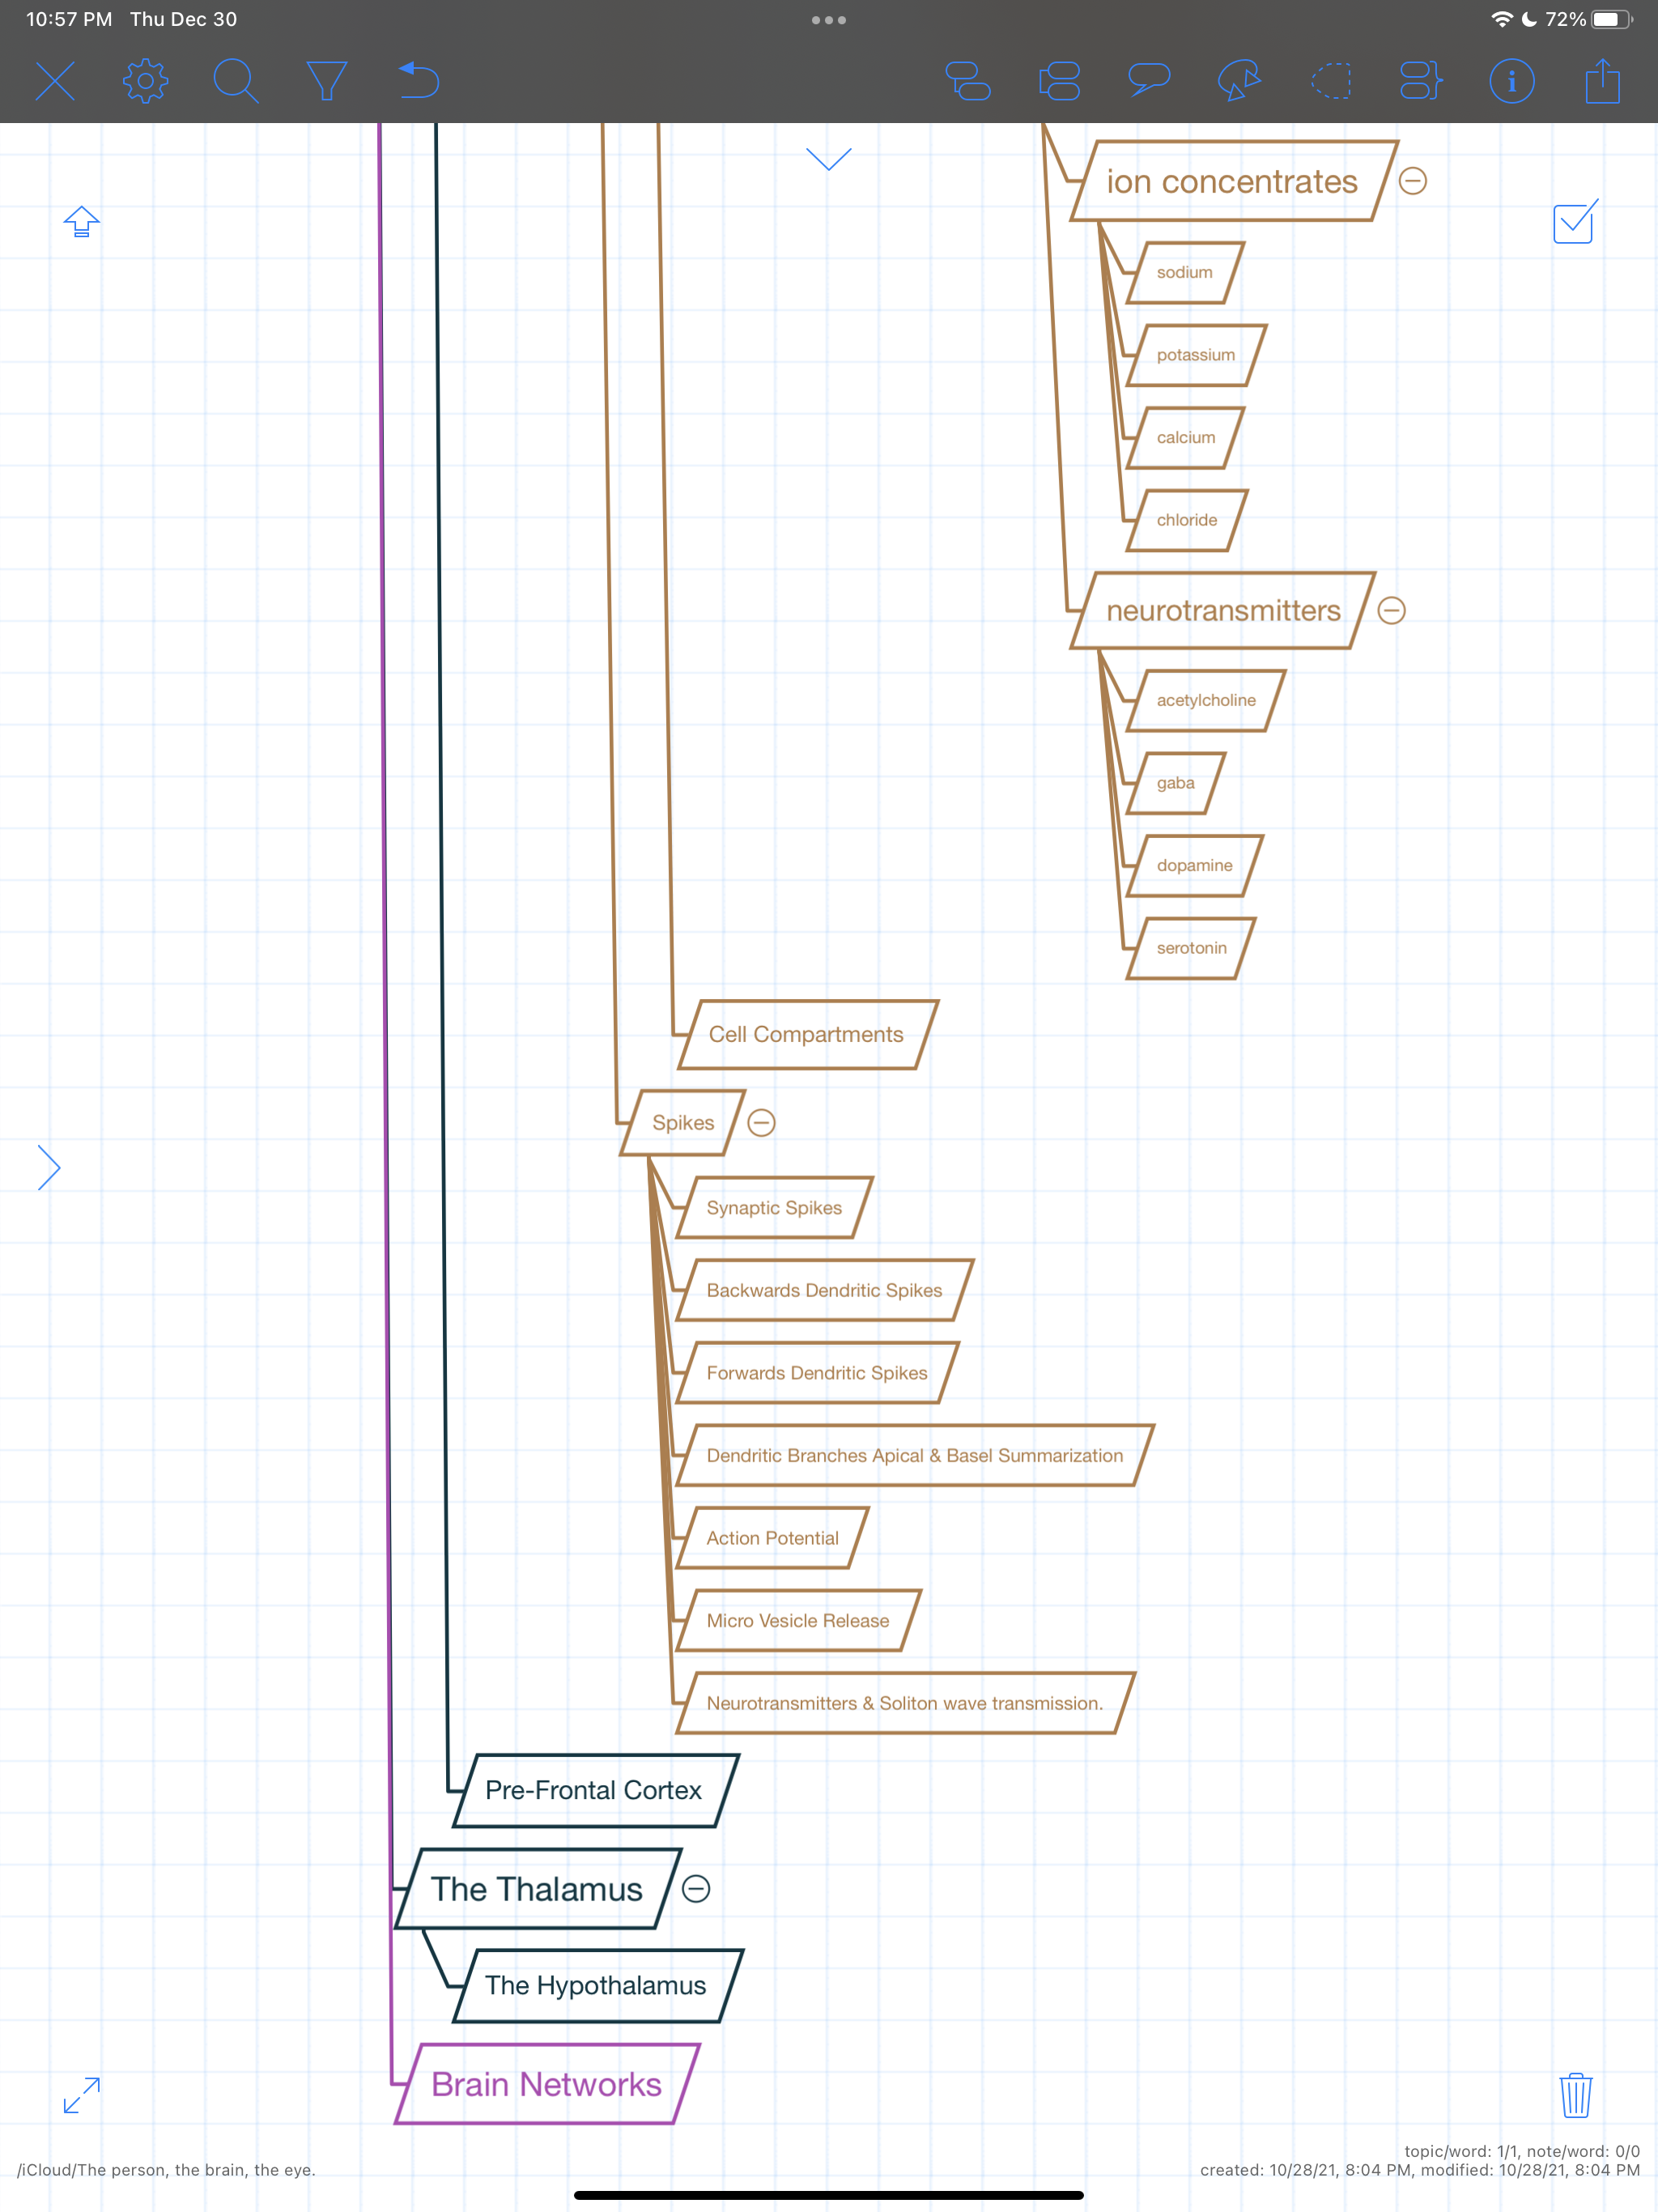 10:57 PM Thu Dec 30
72%
ion concentrates
sodium
potassium
calcium
chloride
neurotransmitters
acetylcholine
gaba
dopamine
serotonin
Cell Compartments
Spikes
Synaptic Spikes
Backwards Dendritic Spikes
Forwards Dendritic Spikes
Dendritic Branches Apical & Basel Summarization
Action Potential
Micro Vesicle Release
Neurotransmitters & Soliton wave transmission.
Pre-Frontal Cortex
The Thalamus
The Hypothalamus
Brain Networks
topic/word: 1/1, note/word: 0/0
/iCloud/The person, the brain, the eye.
created: 10/28/21, 8:04 PM, modified: 10/28/21, 8:04 PM